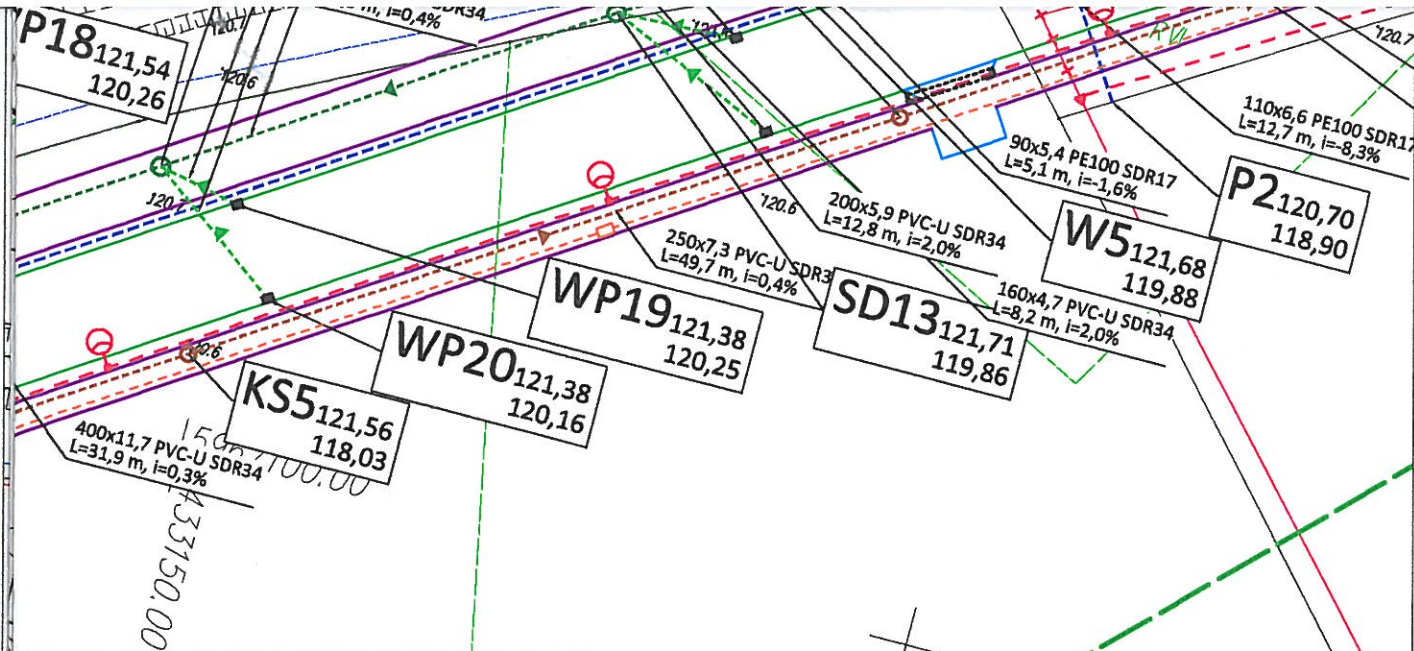 P18 121,54
120,26
m, i=0,4%
SDR34
120.6
120.7
120.6
120.7
110x6,6 PE100 SDR17
L=12,7 m, i=-8,3%
90x5,4 PE100 SDR17
L=5,1 m, i=-1,6%
P2 120,70
118,90
200x5,9 PVC-U SDR34
L=12,8 m, i=2,0%
W5 121,68
119,88
250x7,3 PVC-U SDR3
L=49,7 m, i=0,4%
160x4,7 PVC-U SDR34
L=8,2 m, i=2,0%
SD13 121,71
119,86
WP19 121,38
120,25
WP20 121,38
120,16
KS5 121,56
118,03
400x11,7 PVC-U SDR34
L=31,9 m, i=0,3%
100.00
433150.00